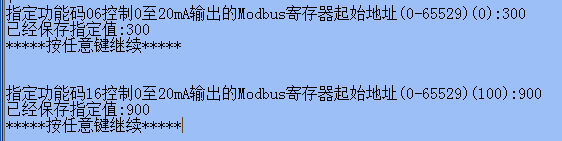 指定功能码06控制0至20mA输出的Modbus寄存器起始地址(0-65529)(0):300
已经保存指定值:300
*****按任意键继续*****
指定功能码16控制0至20mA输出的Modbus寄存器起始地址(0-65529)(100):900
已经保存指定值:900
*****按任意键继续*****